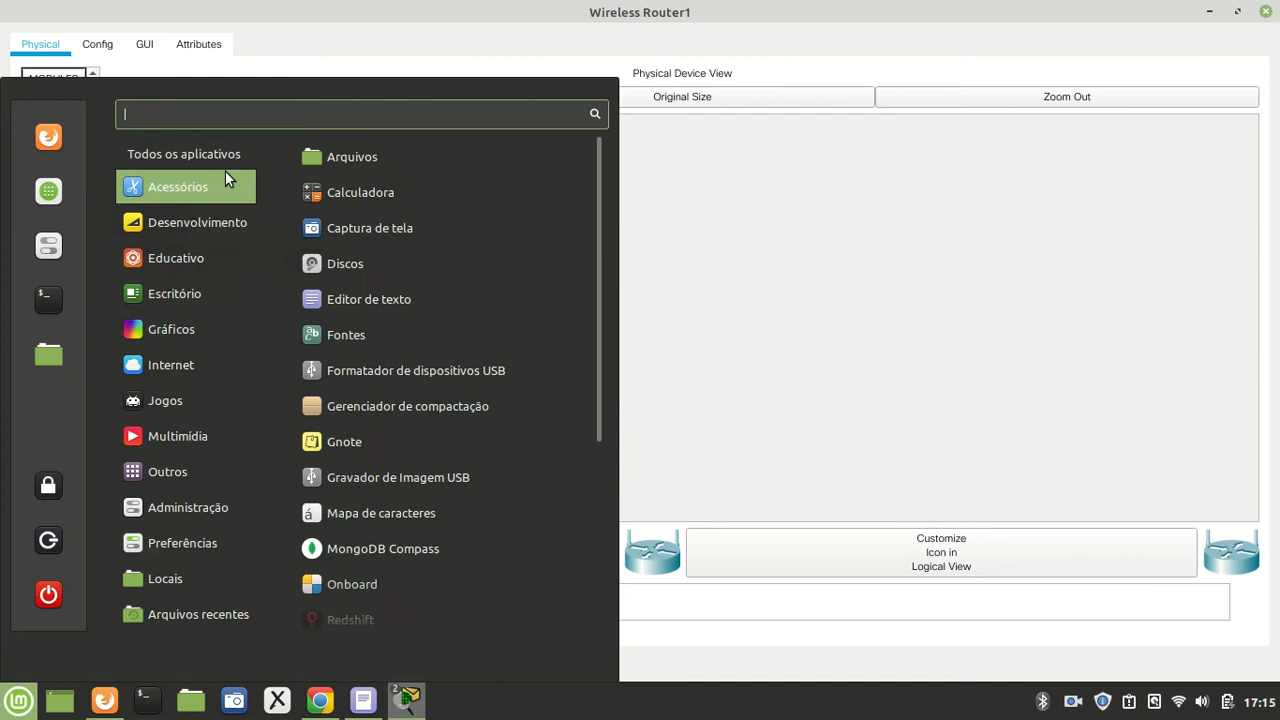 Wireless Router1
Physical
Config
GUI
Attributes
Physical Device View
Original Size
Zoom Out
Todos os aplicativos
Acessórios
Desenvolvimento
Educativo
Escritório
Gráficos
Internet
Jogos
Multimídia
Outros
Administração
Preferências
Locais
Arquivos recentes
Arquivos
Calculadora
Captura de tela
Discos
Editor de texto
Fontes
Formatador de dispositivos USB
Gerenciador de compactação
Gnote
Gravador de Imagem USB
Mapa de caracteres
MongoDB Compass
Onboard
Redshift
Customize
Icon in
Logical View
2
17:15